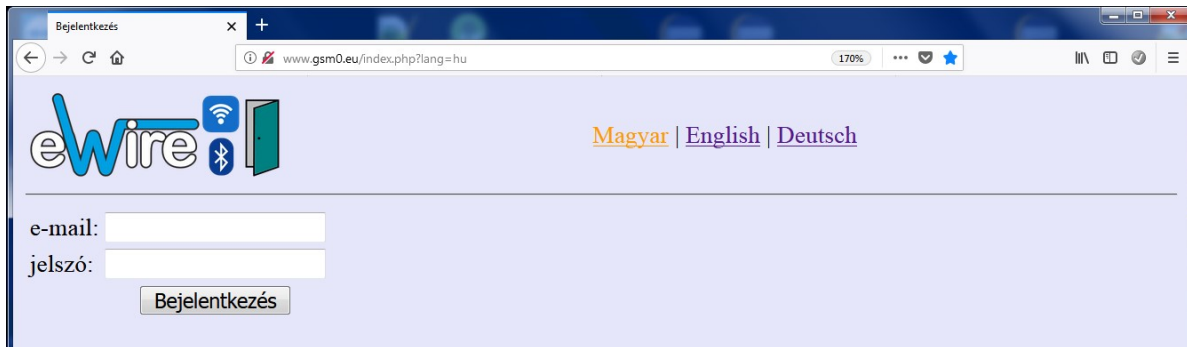 Bejelentkezés
www.gsm0.eu/index.php?lang=hu
170%
eWire
Magyar | English | Deutsch
e-mail:
jelszó:
Bejelentkezés